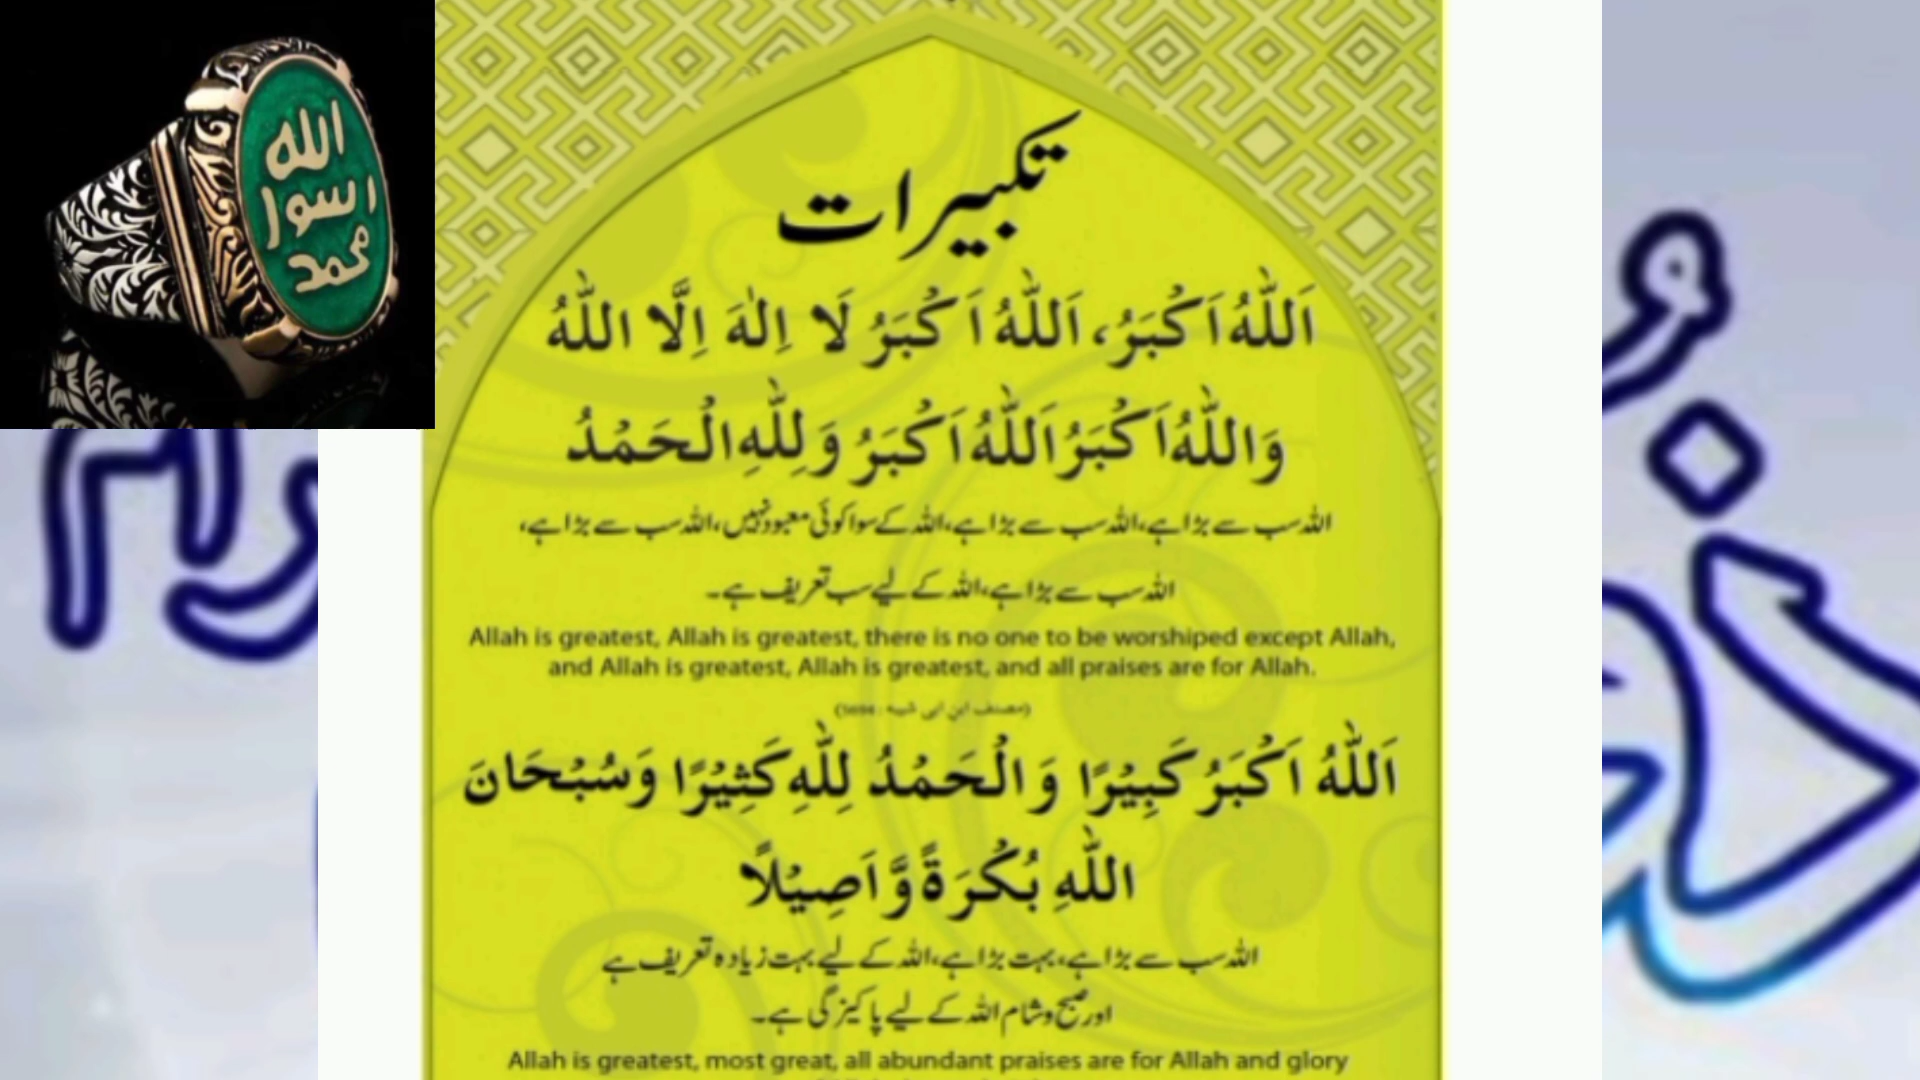 الله
رسول
محمد
تکبیرات
اَللّٰهُ اَکْبَرُ، اَللّٰهُ اَکْبَرُ لَا اِلٰهَ اِلَّا اللّٰهُ
وَاللّٰهُ اَکْبَرُ اَللّٰهُ اَکْبَرُ وَلِلّٰهِ الْحَمْدُ
اللہ سب سے بڑا ہے، اللہ سب سے بڑا ہے، اللہ کے سوا کوئی معبود نہیں، اللہ سب سے بڑا ہے،
اللہ سب سے بڑا ہے، اللہ کے لیے سب تعریف ہے۔
Allah is greatest, Allah is greatest, there is no one to be worshiped except Allah,
and Allah is greatest, Allah is greatest, and all praises are for Allah.
(مصنف ابن ابی شیبہ :
اَللّٰهُ اَکْبَرُ کَبِیْرًا وَ الْحَمْدُ لِلّٰهِ کَثِیْرًا وَسُبْحَانَ
اللّٰهِ بُکْرَةً وَّ اَصِیْلًا
اللہ سب سے بڑا ہے، بہت بڑا ہے، اللہ کے لیے بہت زیادہ تعریف ہے
اور صبح و شام اللہ کے لیے پاکیزگی ہے۔
Allah is greatest, most great, all abundant praises are for Allah and glory